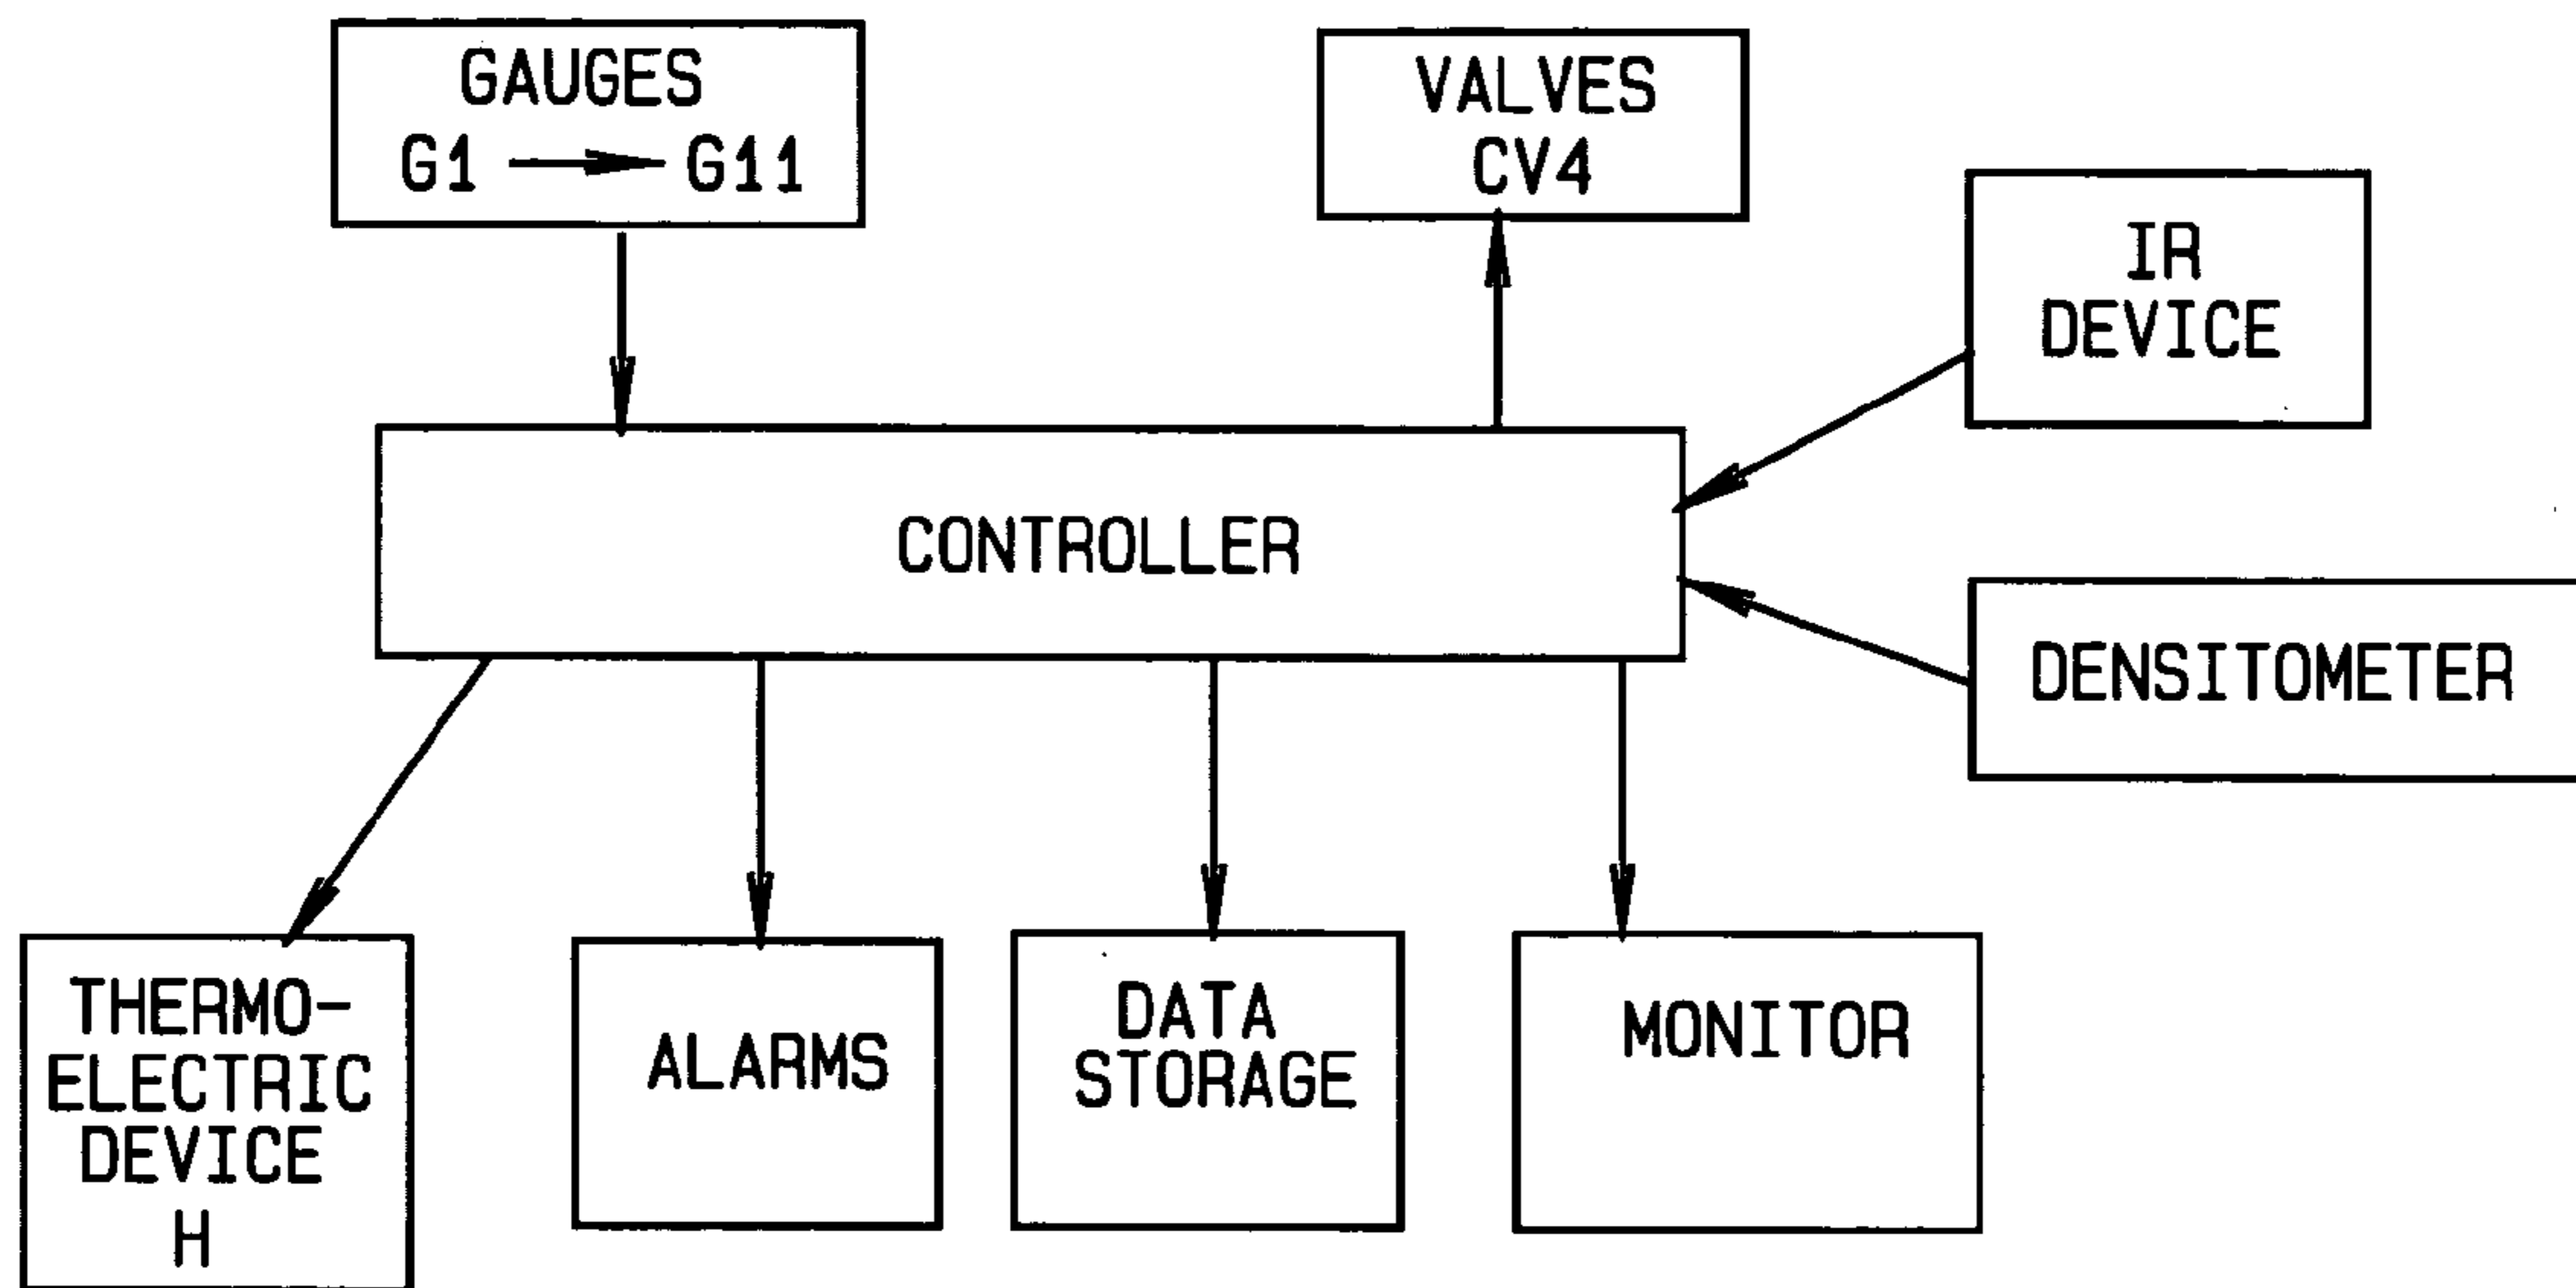 GAUGES
G1 → G11
VALVES
CV4
IR
DEVICE
CONTROLLER
DENSITOMETER
THERMO-
ELECTRIC
DEVICE
H
ALARMS
DATA
STORAGE
MONITOR